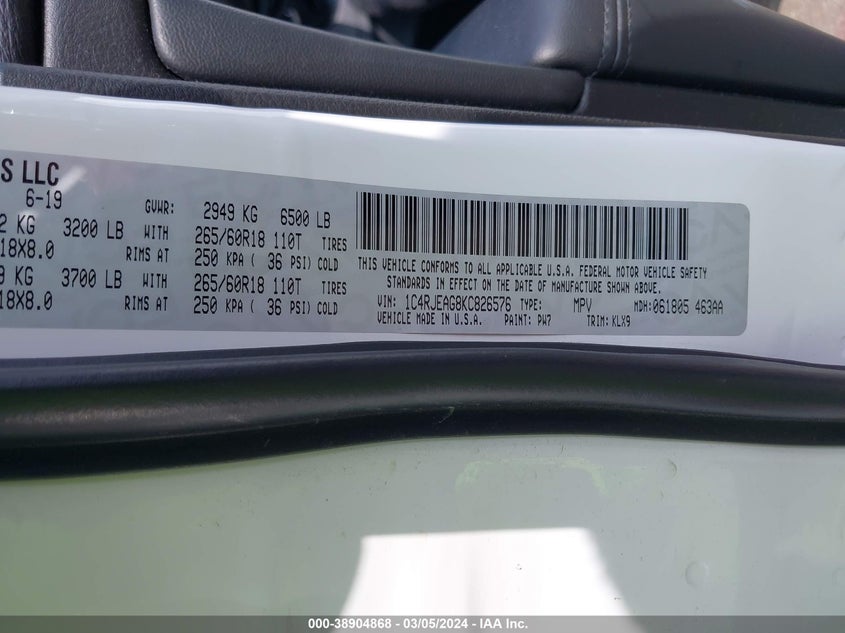 S LLC
6-19 GVWR: 2949 KG 6500 LB
2 KG 3200 LB WITH 265/60R18 110T TIRES
18X8.0 RIMS AT 250 KPA ( 36 PSI) COLD
KG 3700 LB WITH 265/60R18 110T TIRES
18X8.0 RIMS AT 250 KPA ( 36 PSI) COLD
THIS VEHICLE CONFORMS TO ALL APPLICABLE U.S.A. FEDERAL MOTOR VEHICLE SAFETY
STANDARDS IN EFFECT ON THE DATE OF MANUFACTURE SHOWN ABOVE.
VIN: 1C4RJEAG8KC826576 TYPE: MPV MDH:061805 463AA
VEHICLE MADE IN U.S.A. PAINT: PW7 TRIM: KLX9
000-38904868 - 03/05/2024 - IAA Inc.